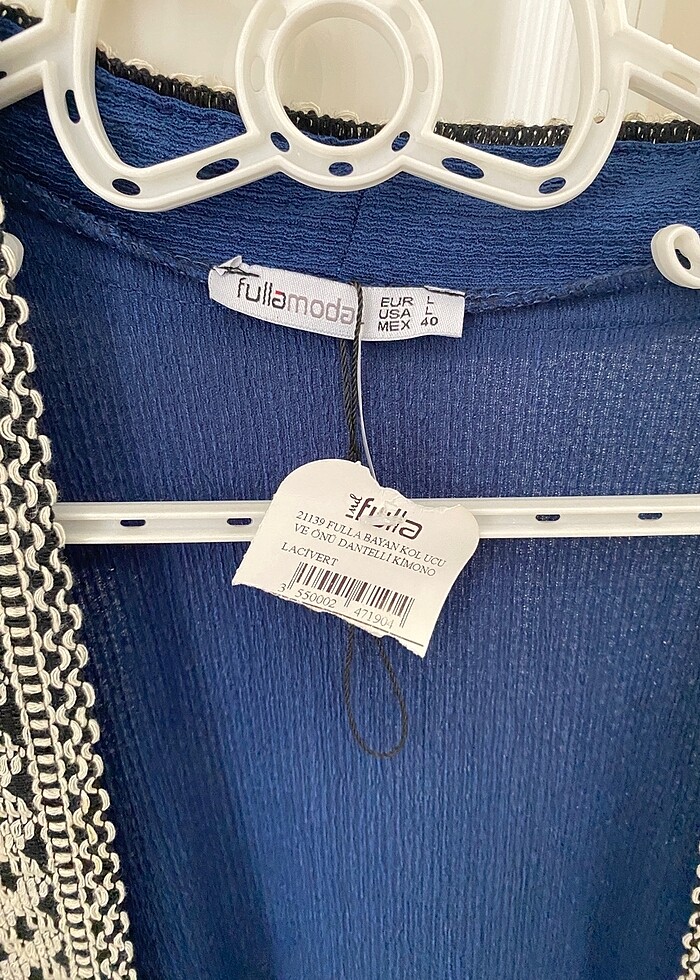 fullamoda
EUR L
USA L
MEX 40
fulla
21139 FULLA BAYAN KOL UCU
VE ÖNÜ DANTELLİ KİMONO
LACİVERT
3 550002 471904